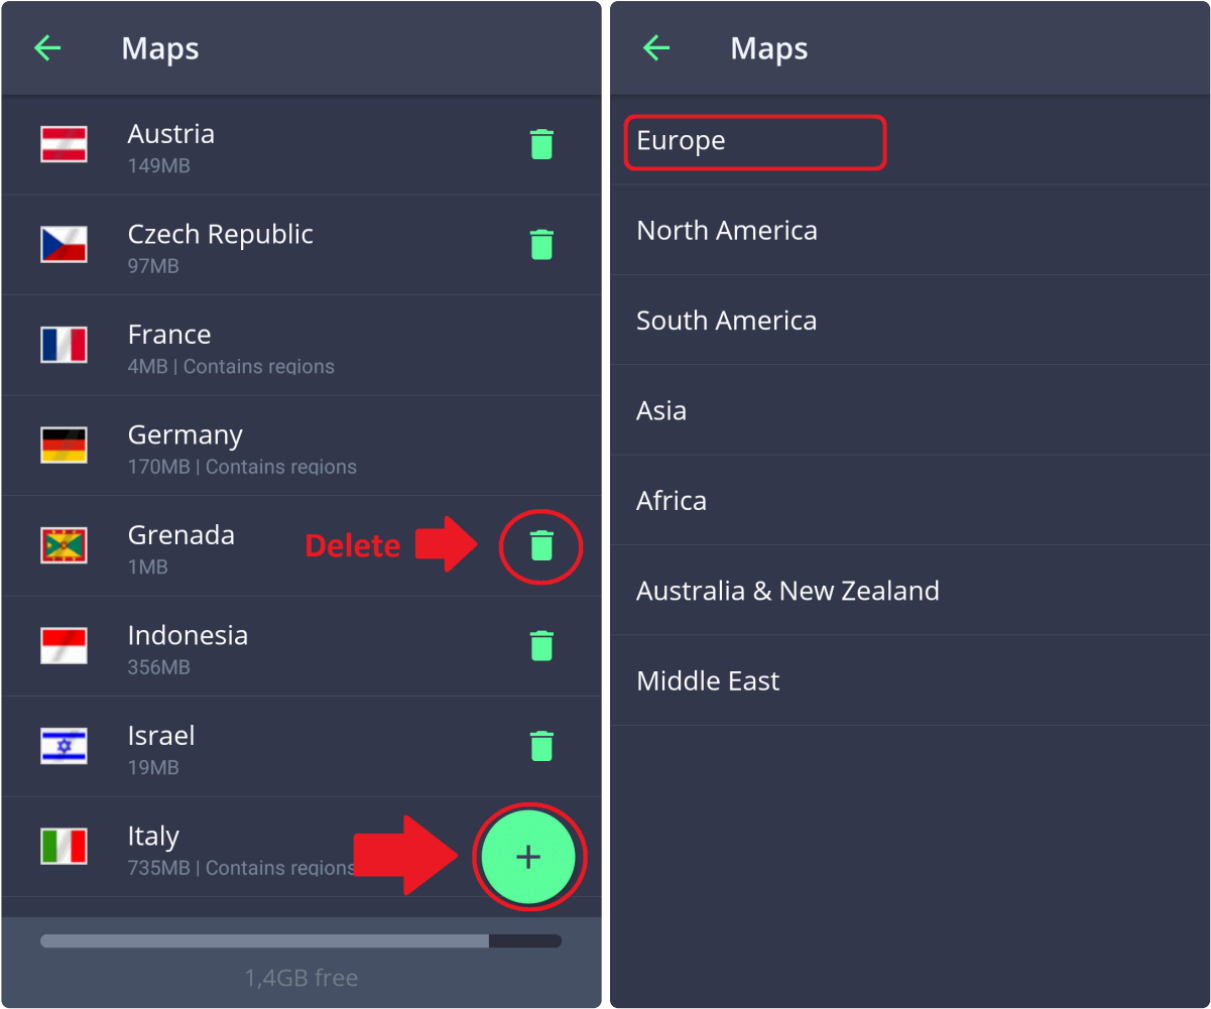 Maps
Austria
149MB
Czech Republic
97MB
France
4MB | Contains regions
Germany
170MB | Contains regions
Grenada
1MB
Delete
Indonesia
356MB
Israel
19MB
Italy
735MB | Contains regions
1,4GB free
Maps
Europe
North America
South America
Asia
Africa
Australia & New Zealand
Middle East